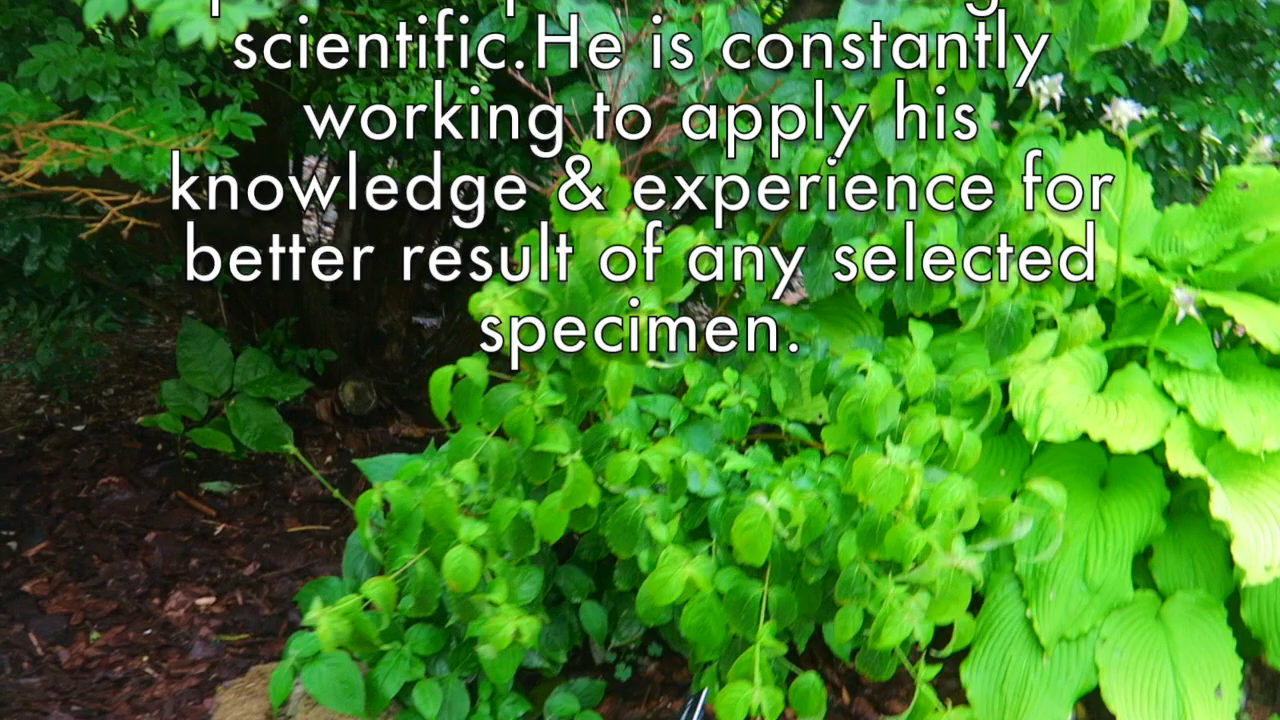 scientific.He is constantly
working to apply his
knowledge & experience for
better result of any selected
specimen.